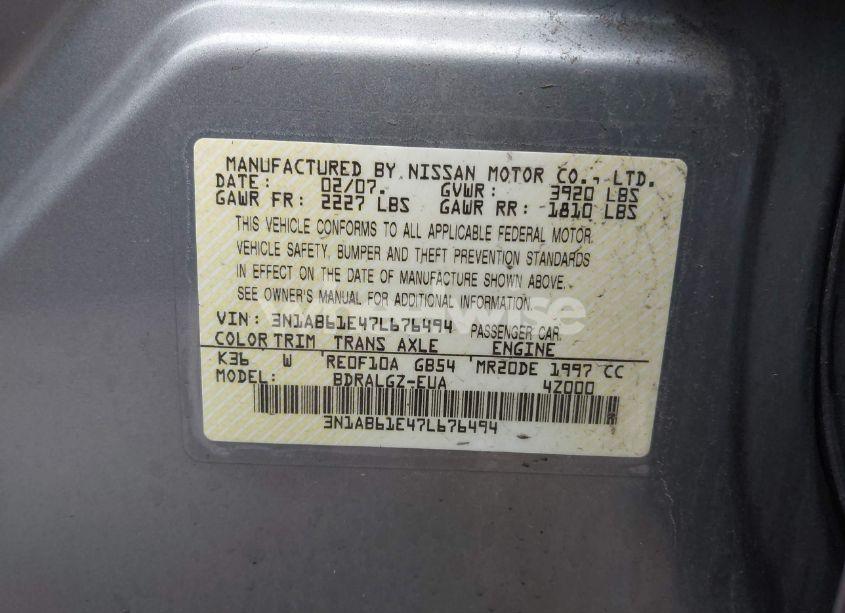 MANUFACTURED BY NISSAN MOTOR CO., LTD.
DATE: 02/07. GVWR: 3920 LBS
GAWR FR: 2227 LBS GAWR RR: 1810 LBS
THIS VEHICLE CONFORMS TO ALL APPLICABLE FEDERAL MOTOR
VEHICLE SAFETY, BUMPER AND THEFT PREVENTION STANDARDS
IN EFFECT ON THE DATE OF MANUFACTURE SHOWN ABOVE.
SEE OWNER'S MANUAL FOR ADDITIONAL INFORMATION.
VIN: 3N1AB61E47L676494 PASSENGER CAR
COLOR TRIM TRANS AXLE ENGINE
K36 W RE0F10A GB54 MR20DE 1997 CC
MODEL: BDRALGZ-EUA 4Z000
3N1AB61E47L676494